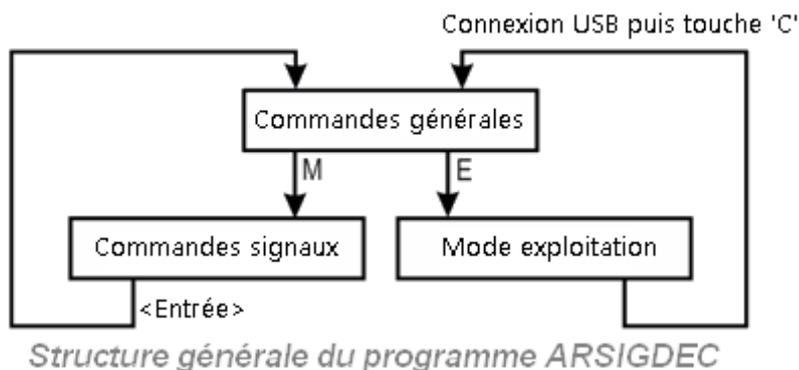 Connexion USB puis touche 'C'
Commandes générales
M
E
Commandes signaux
Mode exploitation
<Entrée>
Structure générale du programme ARSIGDEC